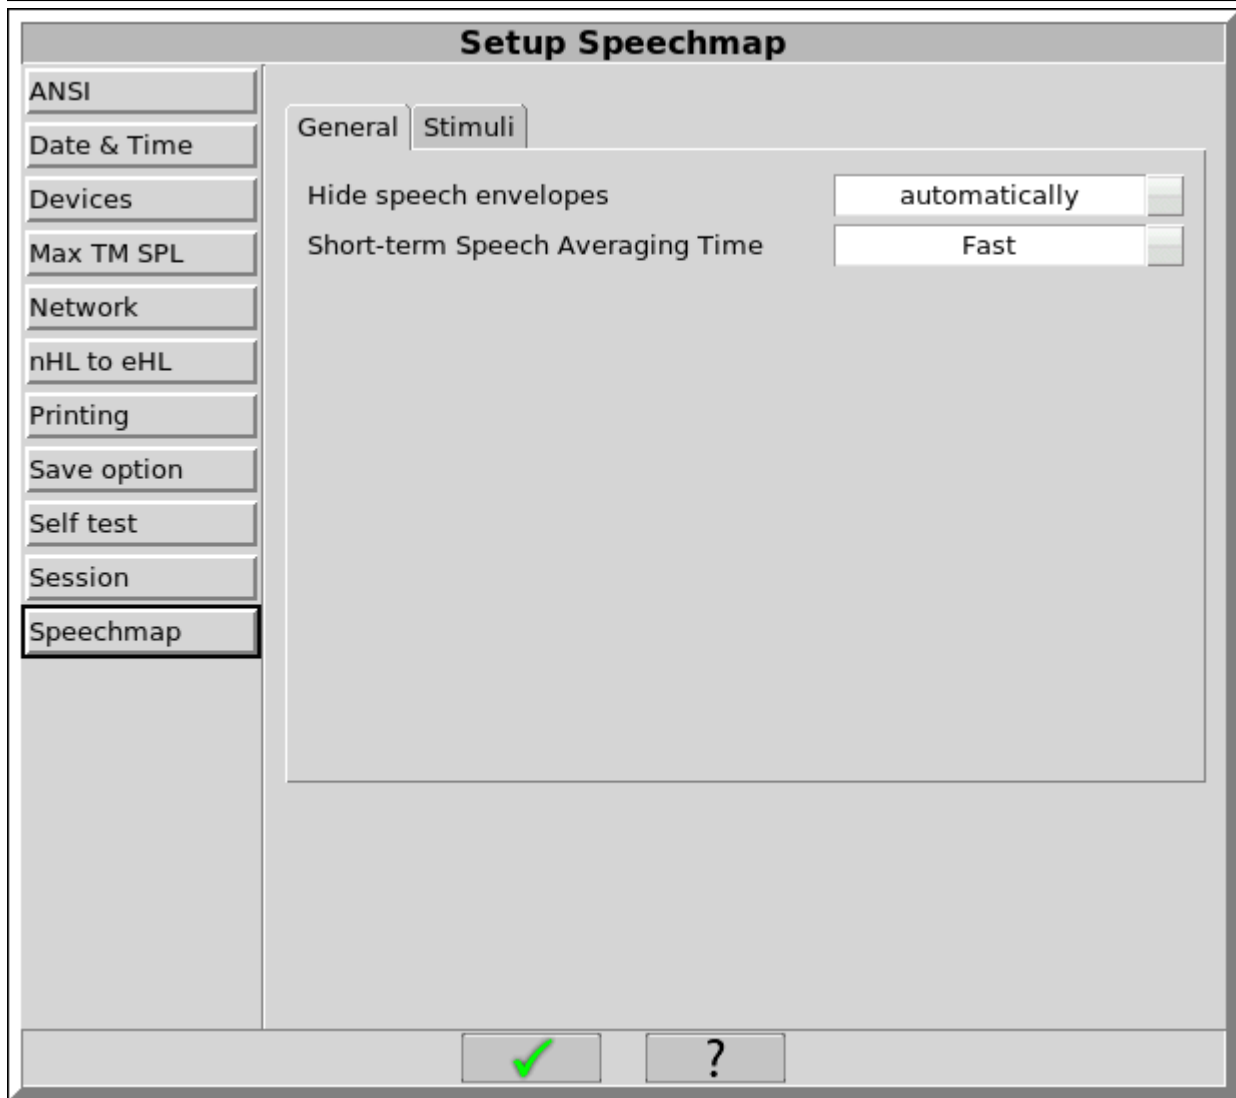 Setup Speechmap
ANSI
Date & Time
Devices
Max TM SPL
Network
nHL to eHL
Printing
Save option
Self test
Session
Speechmap
General Stimuli
Hide speech envelopes automatically
Short-term Speech Averaging Time Fast
?